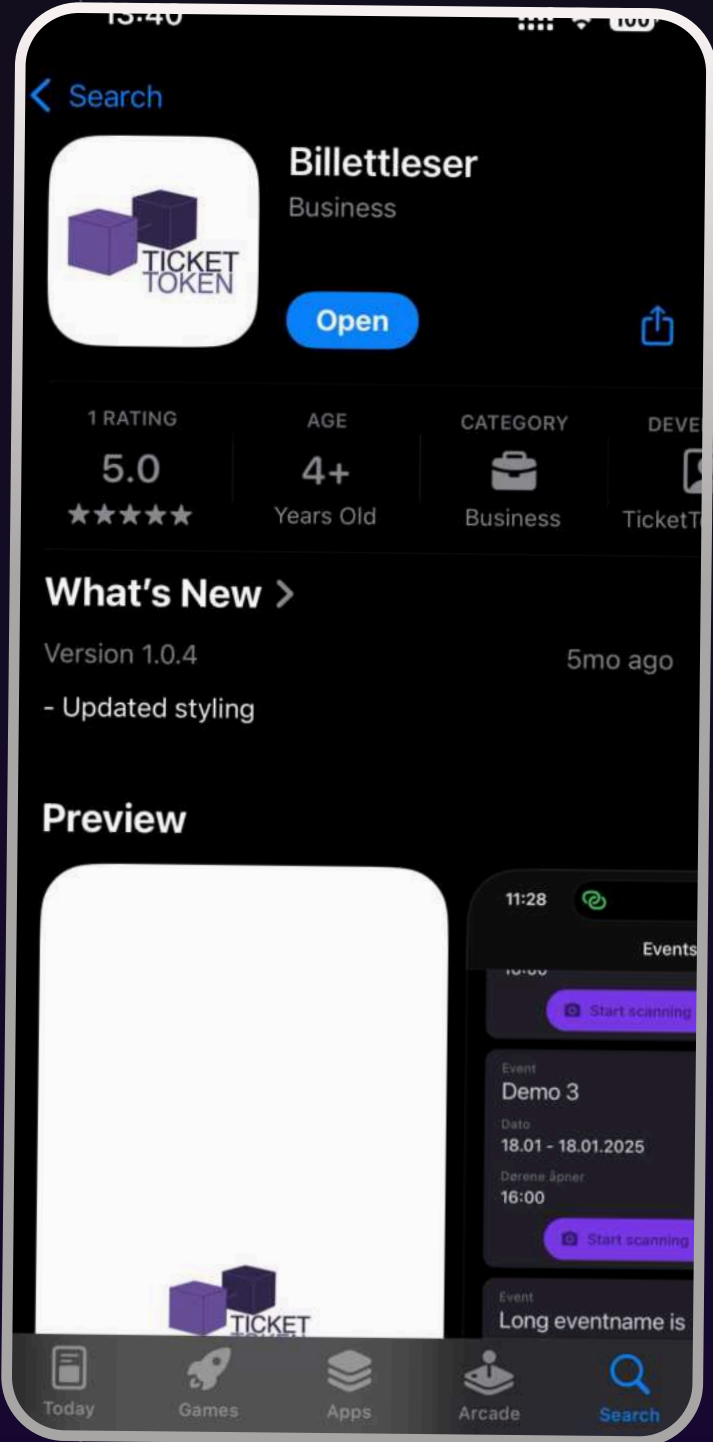 13:40
100
Search
Billettleser
Business
TICKET
TOKEN
Open
1 RATING
AGE
CATEGORY
5.0
4+
Years Old
Business
What's New
Version 1.0.4
5mo ago
- Updated styling
Preview
11:28
Events
Start scanning
Event
Demo 3
Dato
18.01 - 18.01.2025
Dørene åpner
16:00
Start scanning
Event
Long eventname is
TICKET
Today
Games
Apps
Arcade
Search